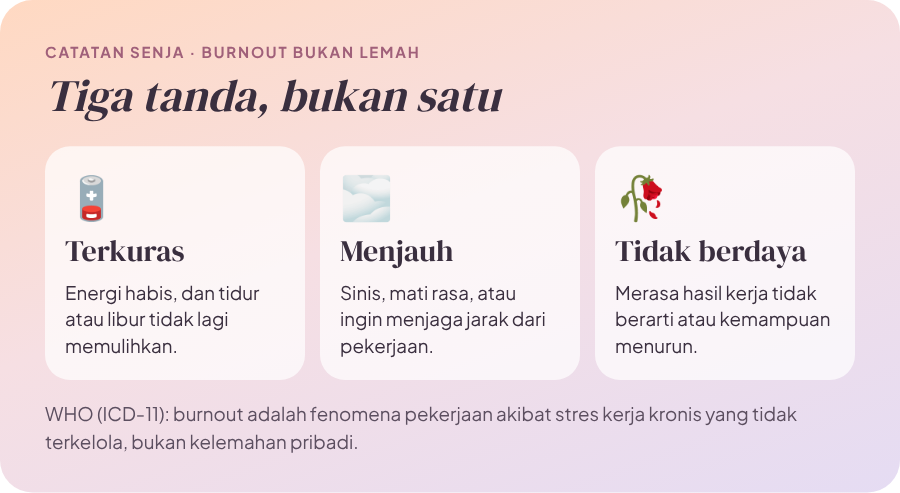 CATATAN SENJA · BURNOUT BUKAN LEMAH
Tiga tanda, bukan satu
Terkuras
Energi habis, dan tidur
atau libur tidak lagi
memulihkan.
Menjauh
Sinis, mati rasa, atau
ingin menjaga jarak dari
pekerjaan.
Tidak berdaya
Merasa hasil kerja tidak
berarti atau kemampuan
menurun.
WHO (ICD-11): burnout adalah fenomena pekerjaan akibat stres kerja kronis yang tidak
terkelola, bukan kelemahan pribadi.